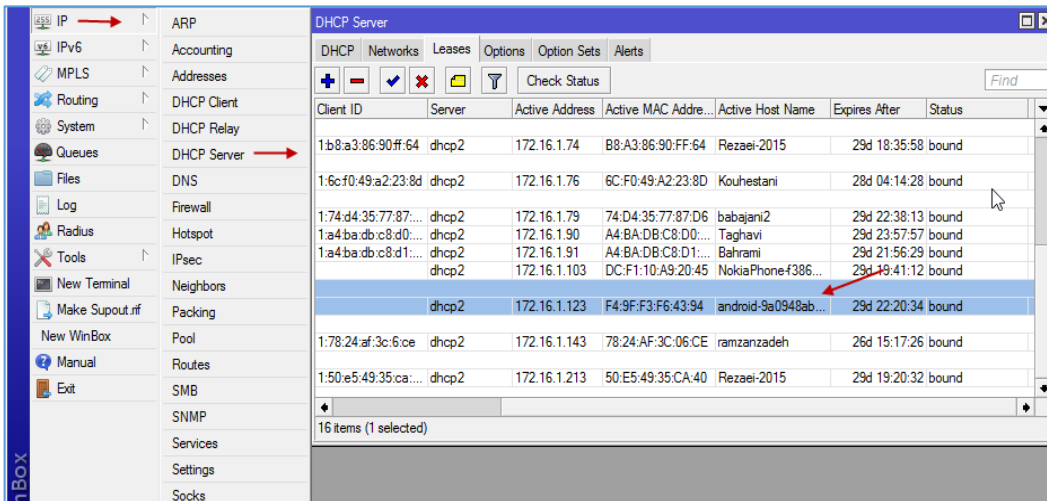 IP
IPv6
MPLS
Routing
System
Queues
Files
Log
Radius
Tools
New Terminal
Make Supout.rif
New WinBox
Manual
Exit
ARP
Accounting
Addresses
DHCP Client
DHCP Relay
DHCP Server
DNS
Firewall
Hotspot
IPsec
Neighbors
Packing
Pool
Routes
SMB
SNMP
Services
Settings
Socks
DHCP Server
DHCP Networks Leases Options Option Sets Alerts
Check Status Find
Client ID Server Active Address Active MAC Addre... Active Host Name Expires After Status
1:b8:a3:86:90:ff:64 dhcp2 172.16.1.74 B8:A3:86:90:FF:64 Rezaei-2015 29d 18:35:58 bound
1:6c:f0:49:a2:23:8d dhcp2 172.16.1.76 6C:F0:49:A2:23:8D Kouhestani 28d 04:14:28 bound
1:74:d4:35:77:87:... dhcp2 172.16.1.79 74:D4:35:77:87:D6 babajani2 29d 22:38:13 bound
1:a4:ba:db:c8:d0:... dhcp2 172.16.1.90 A4:BA:DB:C8:D0:... Taghavi 29d 23:57:57 bound
1:a4:ba:db:c8:d1:... dhcp2 172.16.1.91 A4:BA:DB:C8:D1:... Bahrami 29d 21:56:29 bound
dhcp2 172.16.1.103 DC:F1:10:A9:20:45 NokiaPhone-f386... 29d 19:41:12 bound
dhcp2 172.16.1.123 F4:9F:F3:F6:43:94 android-9a0948ab... 29d 22:20:34 bound
1:78:24:af:3c:6:ce dhcp2 172.16.1.143 78:24:AF:3C:06:CE ramzanzadeh 26d 15:17:26 bound
1:50:e5:49:35:ca:... dhcp2 172.16.1.213 50:E5:49:35:CA:40 Rezaei-2015 29d 19:20:32 bound
16 items (1 selected)
nBox